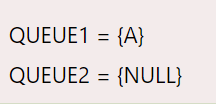 QUEUE1 = {A}
QUEUE2 = {NULL}